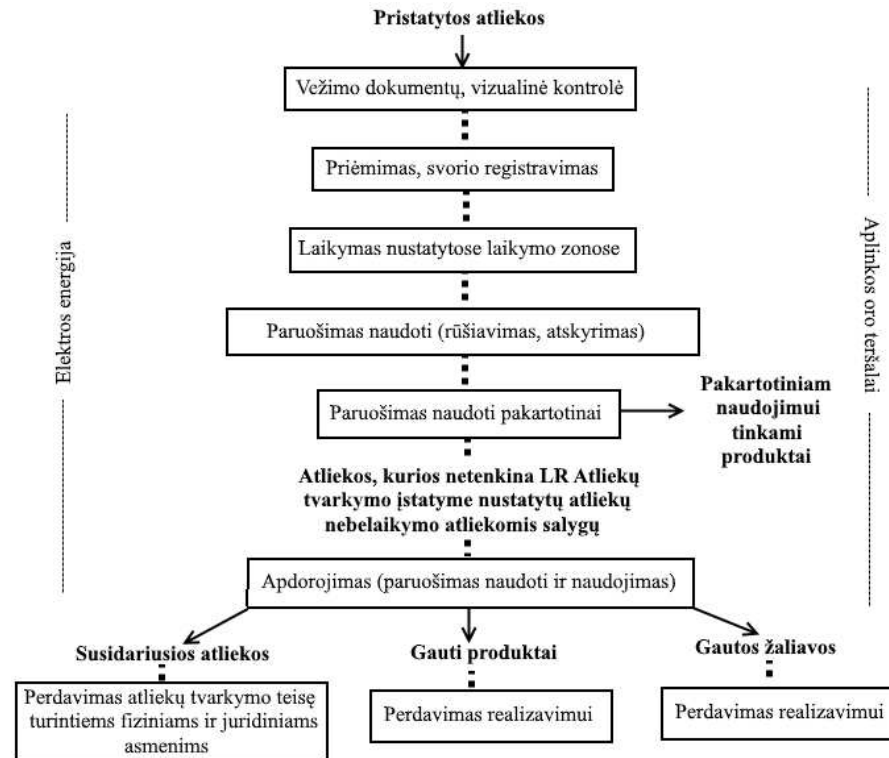 Pristatytos atliekos
Vežimo dokumentų, vizualinė kontrolė
Priėmimas, svorio registravimas
Laikymas nustatytose laikymo zonose
Paruošimas naudoti (rūšiavimas, atskyrimas)
Paruošimas naudoti pakartotinai
Pakartotiniam
naudojimui
tinkami
produktai
Atliekos, kurios netenkina LR Atliekų
tvarkymo įstatyme nustatytų atliekų
nebelaikymo atliekomis salygų
Apdorojimas (paruošimas naudoti ir naudojimas)
Susidariusios atliekos
Gauti produktai
Gautos žaliavos
Perdavimas atliekų tvarkymo teisę
turintiems fiziniams ir juridiniams
asmenims
Perdavimas realizavimui
Perdavimas realizavimui
Elektros energija
Aplinkos oro teršalai